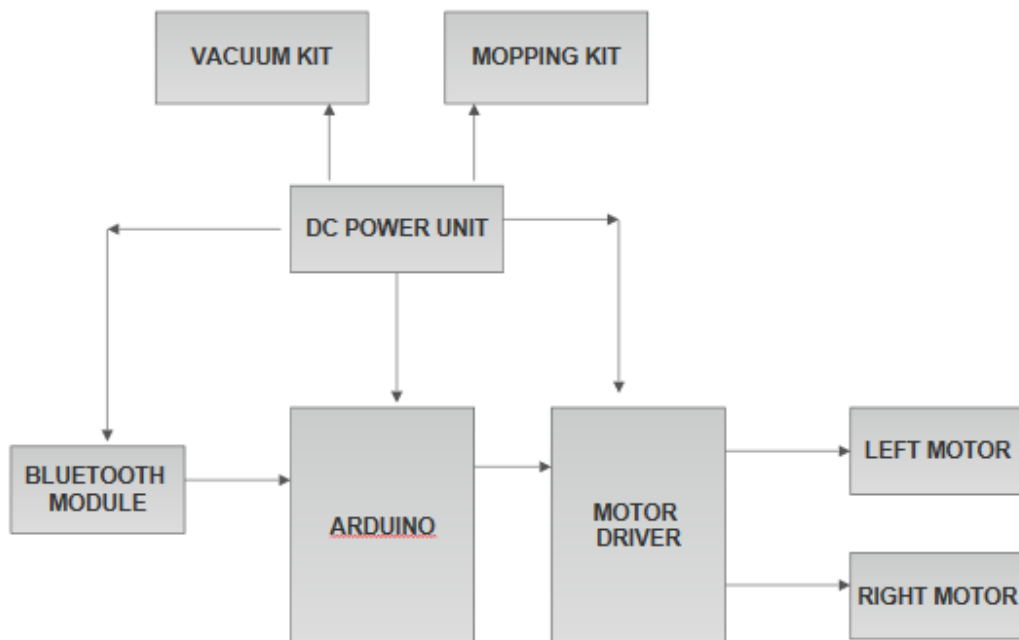 VACUUM KIT
MOPPING KIT
DC POWER UNIT
BLUETOOTH
MODULE
ARDUINO
MOTOR
DRIVER
LEFT MOTOR
RIGHT MOTOR